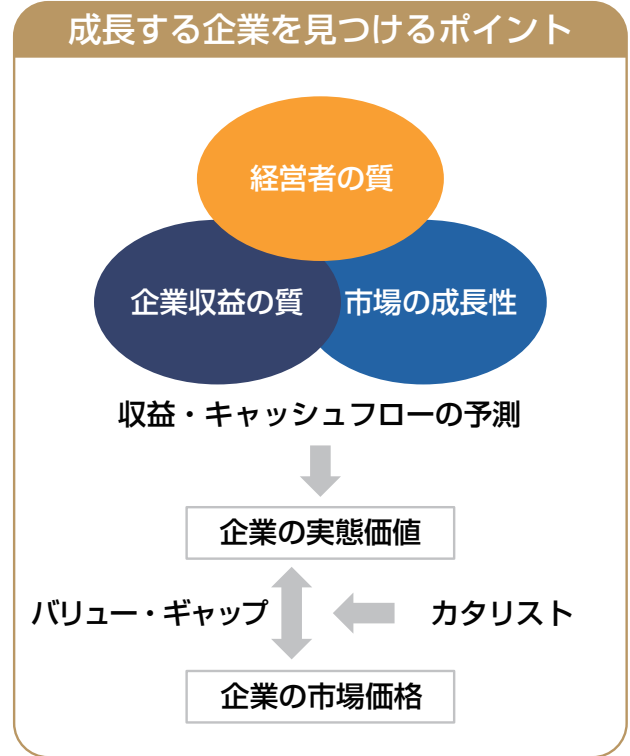 成長する企業を見つけるポイント
経営者の質
企業収益の質
市場の成長性
収益・キャッシュフローの予測
企業の実態価値
バリュー・ギャップ
カタリスト
企業の市場価格